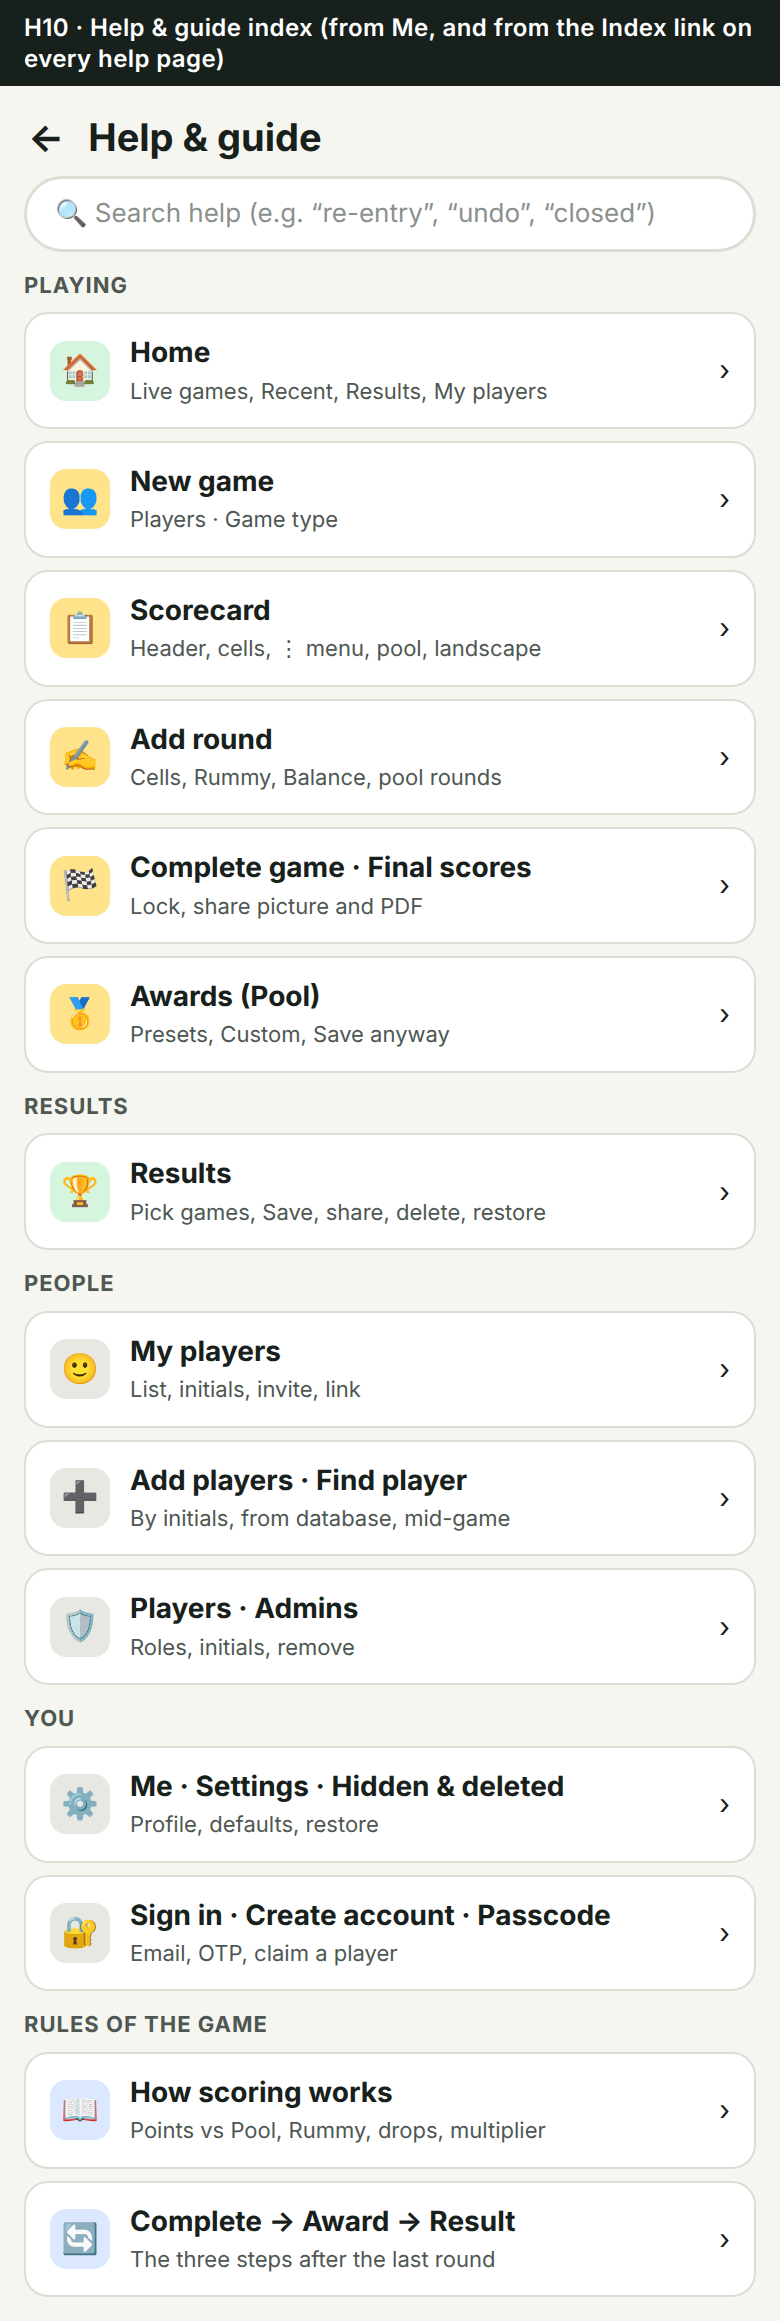 H10 · Help & guide index (from Me, and from the Index link on
every help page)
← Help & guide
🔍 Search help (e.g. “re-entry”, “undo”, “closed”)
PLAYING
Home
Live games, Recent, Results, My players
New game
Players · Game type
Scorecard
Header, cells, ⋮ menu, pool, landscape
Add round
Cells, Rummy, Balance, pool rounds
Complete game · Final scores
Lock, share picture and PDF
Awards (Pool)
Presets, Custom, Save anyway
RESULTS
Results
Pick games, Save, share, delete, restore
PEOPLE
My players
List, initials, invite, link
Add players · Find player
By initials, from database, mid-game
Players · Admins
Roles, initials, remove
YOU
Me · Settings · Hidden & deleted
Profile, defaults, restore
Sign in · Create account · Passcode
Email, OTP, claim a player
RULES OF THE GAME
How scoring works
Points vs Pool, Rummy, drops, multiplier
Complete → Award → Result
The three steps after the last round